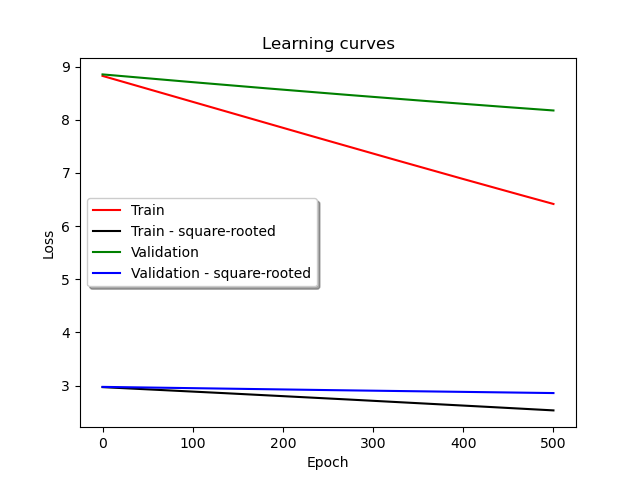 Learning curves
9
8
7
6
5
4
3
Loss
Train
Train - square-rooted
Validation
Validation - square-rooted
0 100 200 300 400 500
Epoch